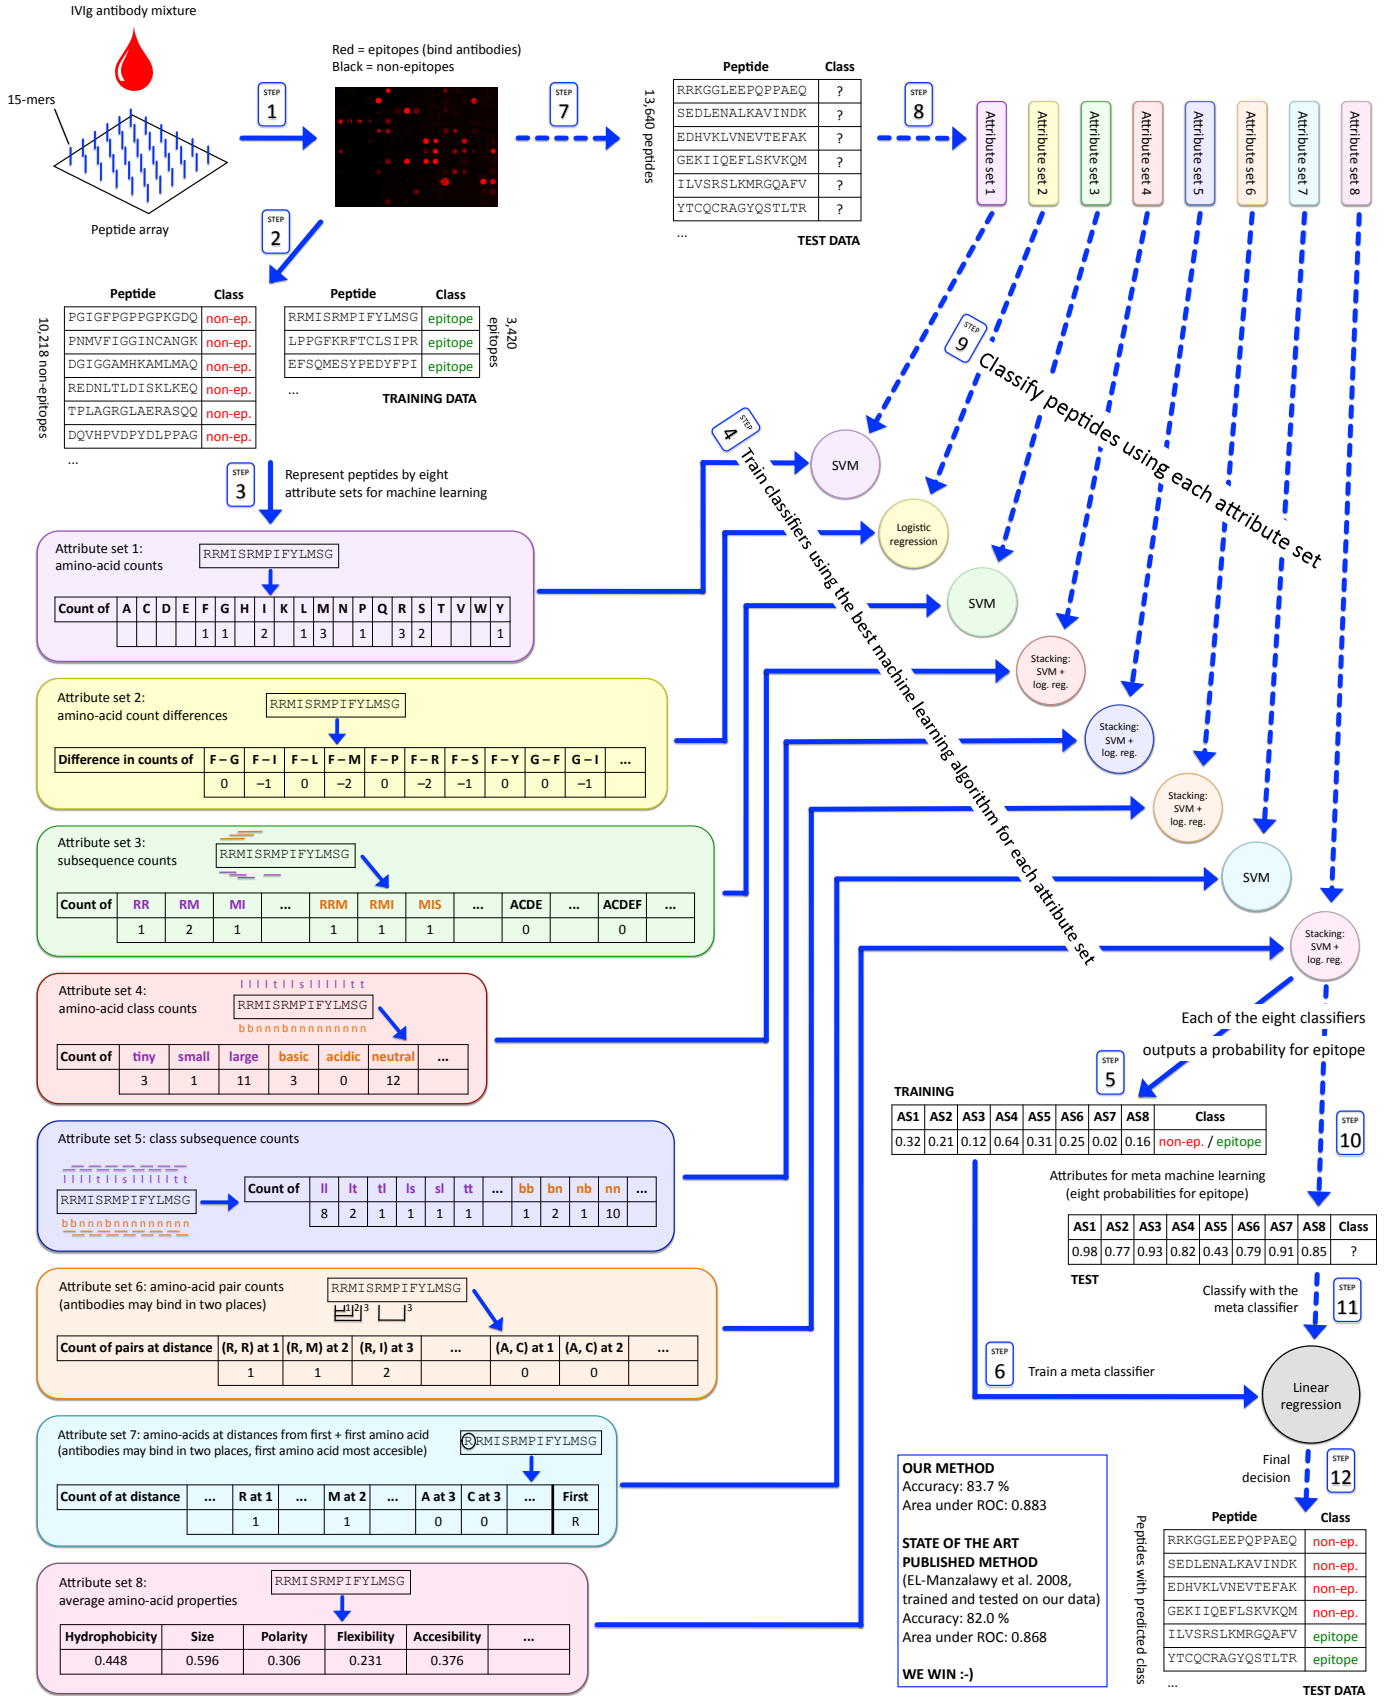 IVIg antibody mixture
15-mers
Peptide array
STEP 1
Red = epitopes (bind antibodies)
Black = non-epitopes
STEP 7
13,640 peptides
Peptide Class
RRKGGLEEPQPPAEQ ?
SEDLENALKAVINDK ?
EDHVKLVNEVTEFAK ?
GEKIIQEFLSKVKQM ?
ILVSRSLKMRGQAFV ?
YTCQCRAGYQSTLTR ?
...
TEST DATA
STEP 8
Attribute set 1
Attribute set 2
Attribute set 3
Attribute set 4
Attribute set 5
Attribute set 6
Attribute set 7
Attribute set 8
STEP 2
10,218 non-epitopes
Peptide Class
PGIGFPGPPGPKGDQ non-ep.
PNMVFIGGINCANGK non-ep.
DGIGGAMHKAMLMAQ non-ep.
REDNLTLDISKLKEQ non-ep.
TPLAGRGLAERASQQ non-ep.
DQVHPVDPYDLPPAG non-ep.
...
Peptide Class
RRMISRMPIFYLMSG epitope
LPPGFKRFTCLSIPR epitope
EFSQMESYPEDYFPI epitope
...
3,420
epitopes
TRAINING DATA
STEP 3
Represent peptides by eight
attribute sets for machine learning
STEP 4
Train classifiers using the best machine learning algorithm for each attribute set
STEP 9
Classify peptides using each attribute set
SVM
Logistic
regression
SVM
Stacking:
SVM +
log. reg.
Stacking:
SVM +
log. reg.
Stacking:
SVM +
log. reg.
SVM
Stacking:
SVM +
log. reg.
Attribute set 1:
amino-acid counts
RRMISRMPIFYLMSG
Count of A C D E F G H I K L M N P Q R S T V W Y
1 1 2 1 3 1 3 2 1
Attribute set 2:
amino-acid count differences
RRMISRMPIFYLMSG
Difference in counts of F – G F – I F – L F – M F – P F – R F – S F – Y G – F G – I ...
0 –1 0 –2 0 –2 –1 0 0 –1
Attribute set 3:
subsequence counts
RRMISRMPIFYLMSG
Count of RR RM MI ... RRM RMI MIS ... ACDE ... ACDEF ...
1 2 1 1 1 1 0 0
Attribute set 4:
amino-acid class counts
l l l l t l l s l l l l l t t
RRMISRMPIFYLMSG
b b n n n b n n n n n n n n n
Count of tiny small large basic acidic neutral ...
3 1 11 3 0 12
Attribute set 5: class subsequence counts
l l l l t l l s l l l l l t t
RRMISRMPIFYLMSG
b b n n n b n n n n n n n n n
Count of ll lt tl ls sl tt ... bb bn nb nn ...
8 2 1 1 1 1 1 2 1 10
Attribute set 6: amino-acid pair counts
(antibodies may bind in two places)
RRMISRMPIFYLMSG
1 2 3 3
Count of pairs at distance (R, R) at 1 (R, M) at 2 (R, I) at 3 ... (A, C) at 1 (A, C) at 2 ...
1 1 2 0 0
Attribute set 7: amino-acids at distances from first + first amino acid
(antibodies may bind in two places, first amino acid most accesible)
RRMISRMPIFYLMSG
Count of at distance ... R at 1 ... M at 2 ... A at 3 C at 3 ... First
1 1 0 0 R
Attribute set 8:
average amino-acid properties
RRMISRMPIFYLMSG
Hydrophobicity Size Polarity Flexibility Accesibility ...
0.448 0.596 0.306 0.231 0.376
Each of the eight classifiers
outputs a probability for epitope
STEP 5
TRAINING
AS1 AS2 AS3 AS4 AS5 AS6 AS7 AS8 Class
0.32 0.21 0.12 0.64 0.31 0.25 0.02 0.16 non-ep. / epitope
STEP 10
Attributes for meta machine learning
(eight probabilities for epitope)
AS1 AS2 AS3 AS4 AS5 AS6 AS7 AS8 Class
0.98 0.77 0.93 0.82 0.43 0.79 0.91 0.85 ?
TEST
Classify with the
meta classifier
STEP 11
STEP 6
Train a meta classifier
Linear
regression
Final
decision
STEP 12
OUR METHOD
Accuracy: 83.7 %
Area under ROC: 0.883
STATE OF THE ART
PUBLISHED METHOD
(EL-Manzalawy et al. 2008,
trained and tested on our data)
Accuracy: 82.0 %
Area under ROC: 0.868
WE WIN :-)
Peptides with predicted class
Peptide Class
RRKGGLEEPQPPAEQ non-ep.
SEDLENALKAVINDK non-ep.
EDHVKLVNEVTEFAK non-ep.
GEKIIQEFLSKVKQM non-ep.
ILVSRSLKMRGQAFV epitope
YTCQCRAGYQSTLTR epitope
...
TEST DATA